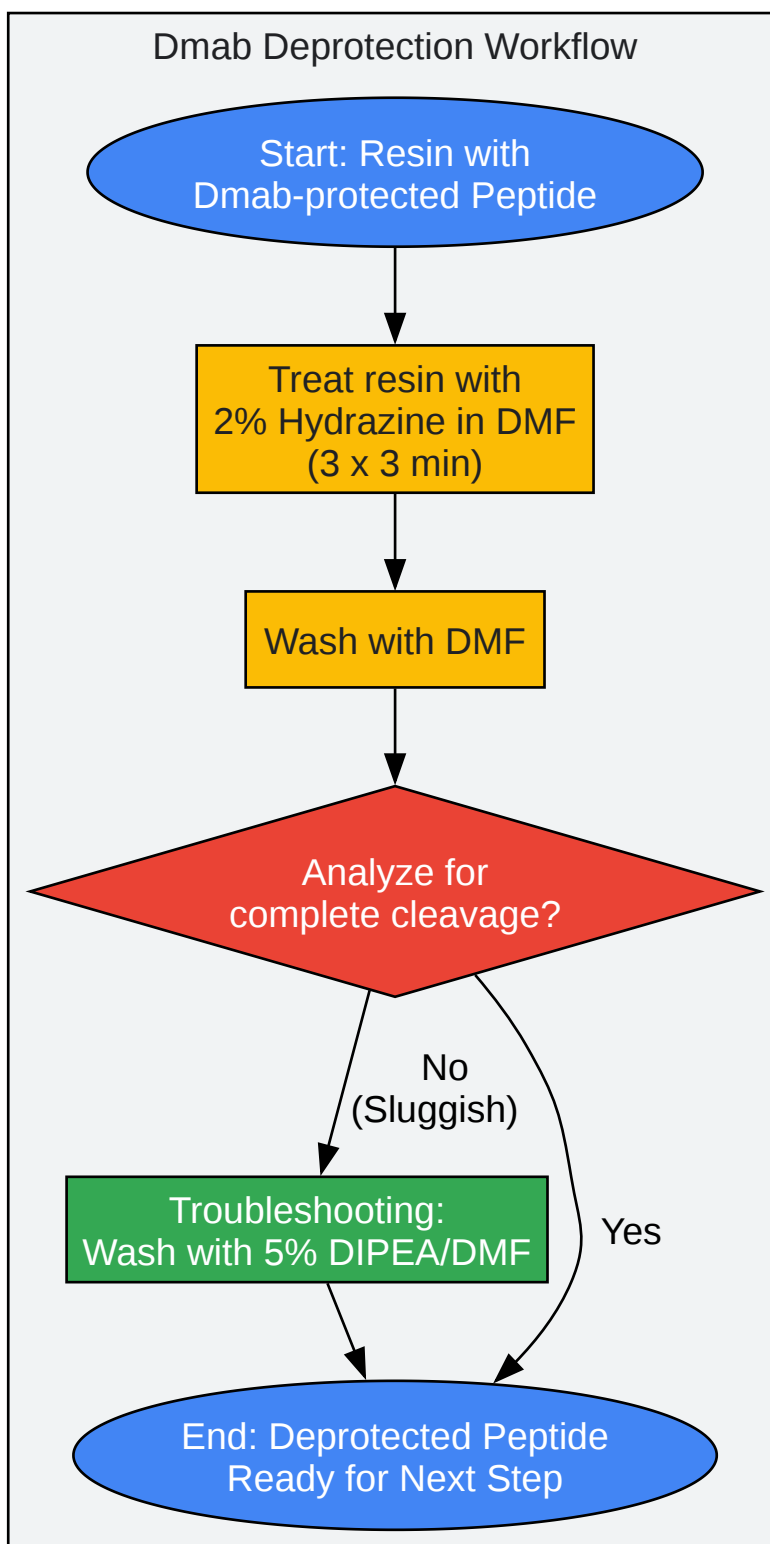 Dmab Deprotection Workflow
Start: Resin with
Dmab-protected Peptide
Treat resin with
2% Hydrazine in DMF
(3 x 3 min)
Wash with DMF
Analyze for
complete cleavage?
No
(Sluggish)
Troubleshooting:
Wash with 5% DIPEA/DMF
Yes
End: Deprotected Peptide
Ready for Next Step